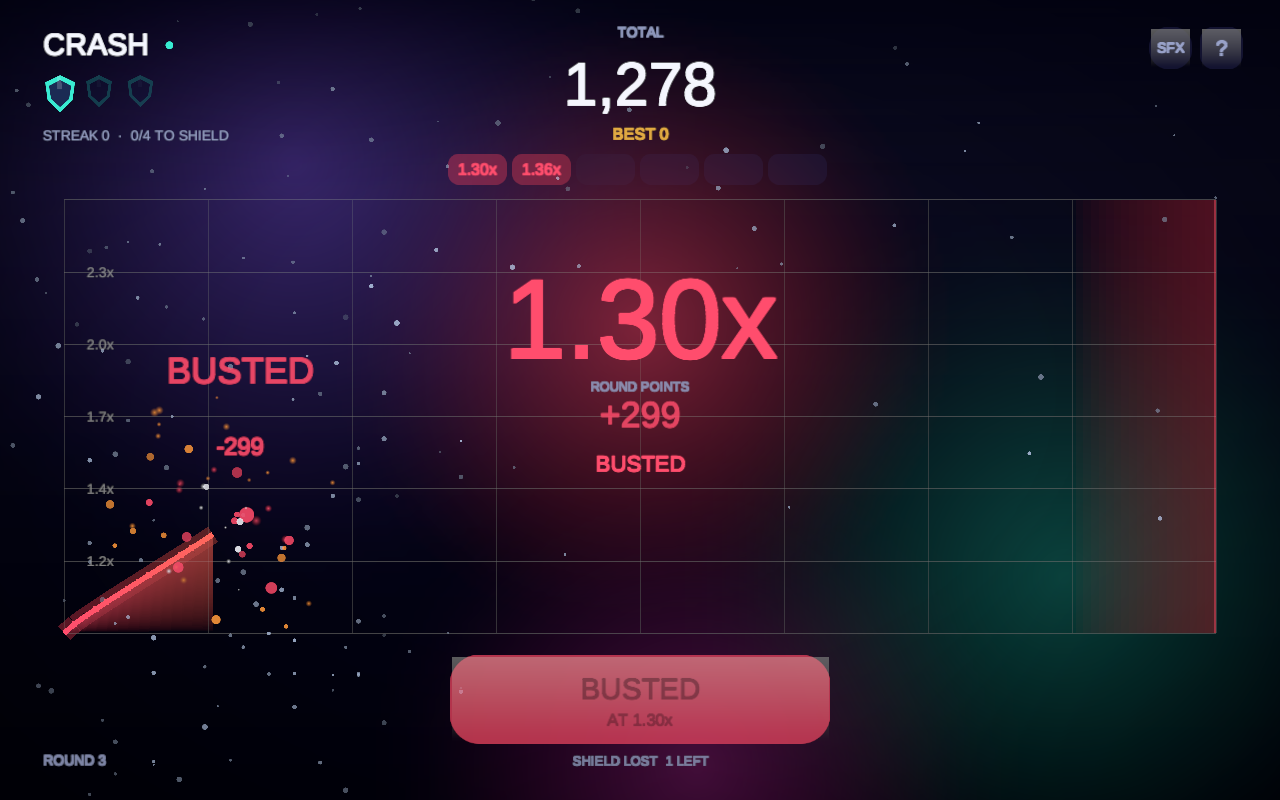 CRASH
STREAK 0 · 0/4 TO SHIELD
TOTAL
1,278
BEST 0
SFX
?
1.30x
1.36x
2.3x
2.0x
1.7x
1.4x
1.2x
BUSTED
-299
1.30x
ROUND POINTS
+299
BUSTED
BUSTED
AT 1.30x
ROUND 3
SHIELD LOST 1 LEFT